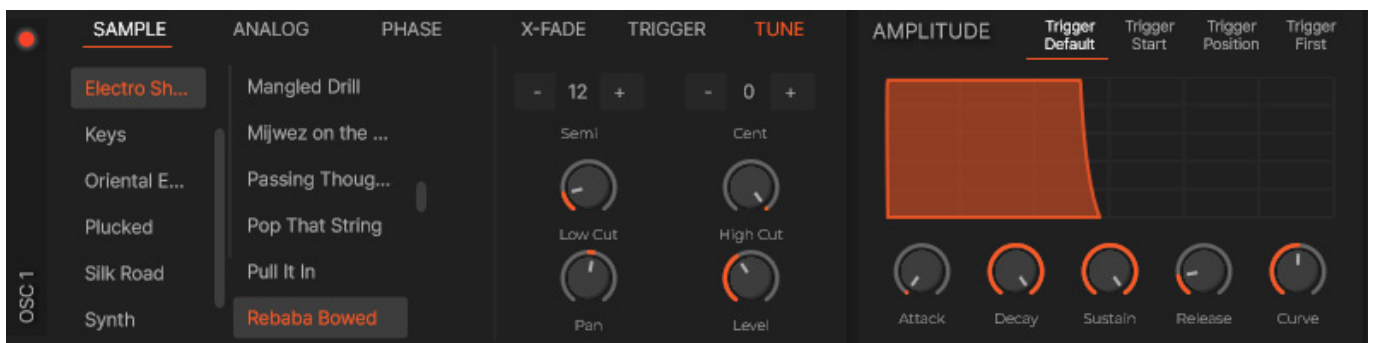 SAMPLE ANALOG PHASE
X-FADE TRIGGER TUNE
Electro Sh...
Keys
Oriental E...
Plucked
Silk Road
Synth
Mangled Drill
Mijwez on the ...
Passing Thoug...
Pop That String
Pull It In
Rebaba Bowed
- 12 + - 0 +
Semi Cent
Low Cut High Cut
Pan Level
AMPLITUDE
Trigger
Default
Trigger
Start
Trigger
Position
Trigger
First
Attack Decay Sustain Release Curve
OSC 1